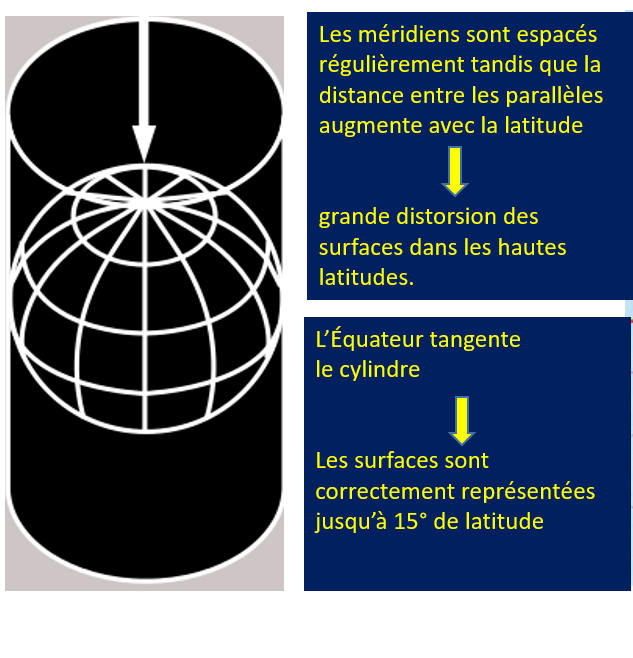 Les méridiens sont espacés
régulièrement tandis que la
distance entre les parallèles
augmente avec la latitude
grande distorsion des
surfaces dans les hautes
latitudes.
L’Équateur tangente
le cylindre
Les surfaces sont
correctement représentées
jusqu’à 15° de latitude